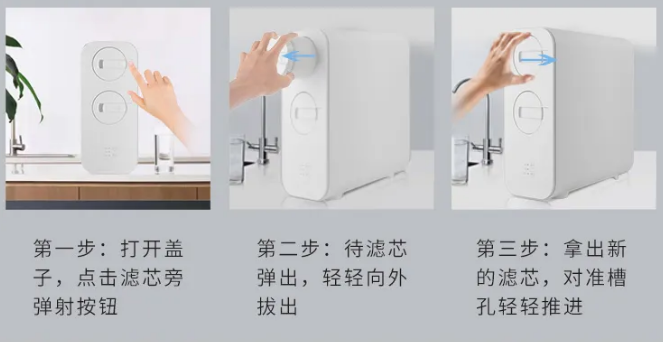 第一步：打开盖
子，点击滤芯旁
弹射按钮
第二步：待滤芯
弹出，轻轻向外
拔出
第三步：拿出新
的滤芯，对准槽
孔轻轻推进